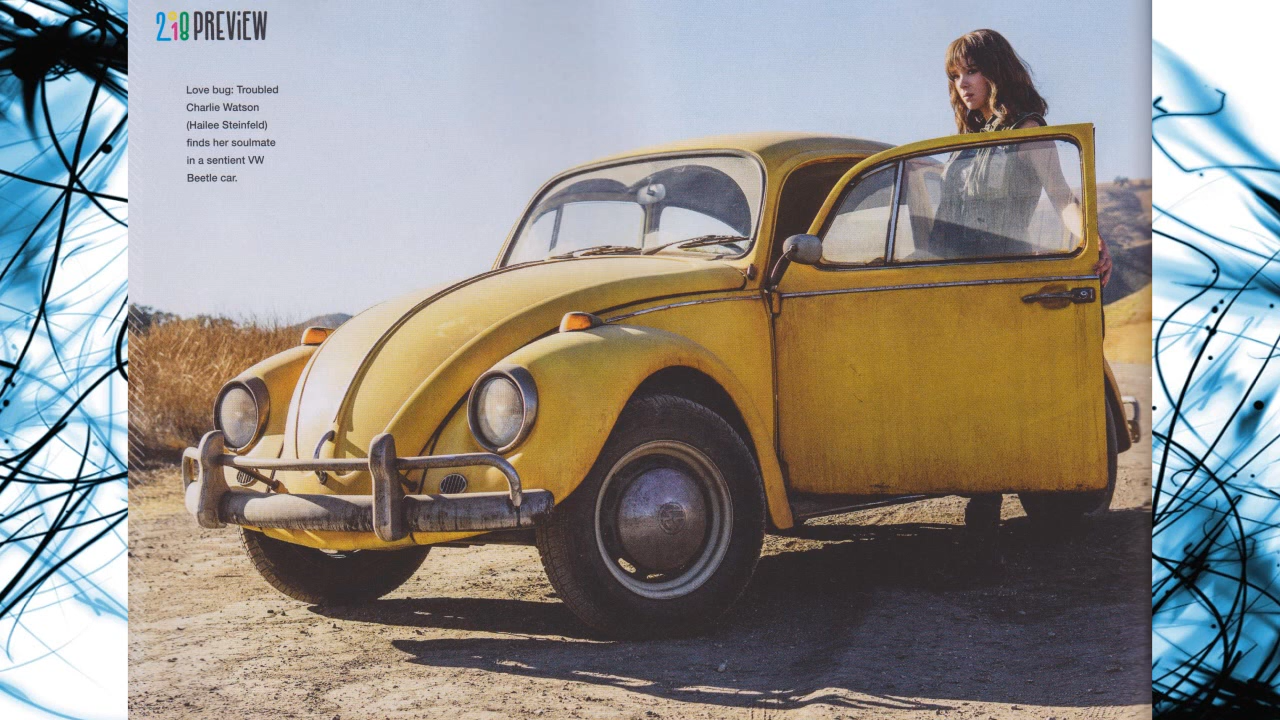 2018 PREVIEW
Love bug: Troubled
Charlie Watson
(Hailee Steinfeld)
finds her soulmate
in a sentient VW
Beetle car.